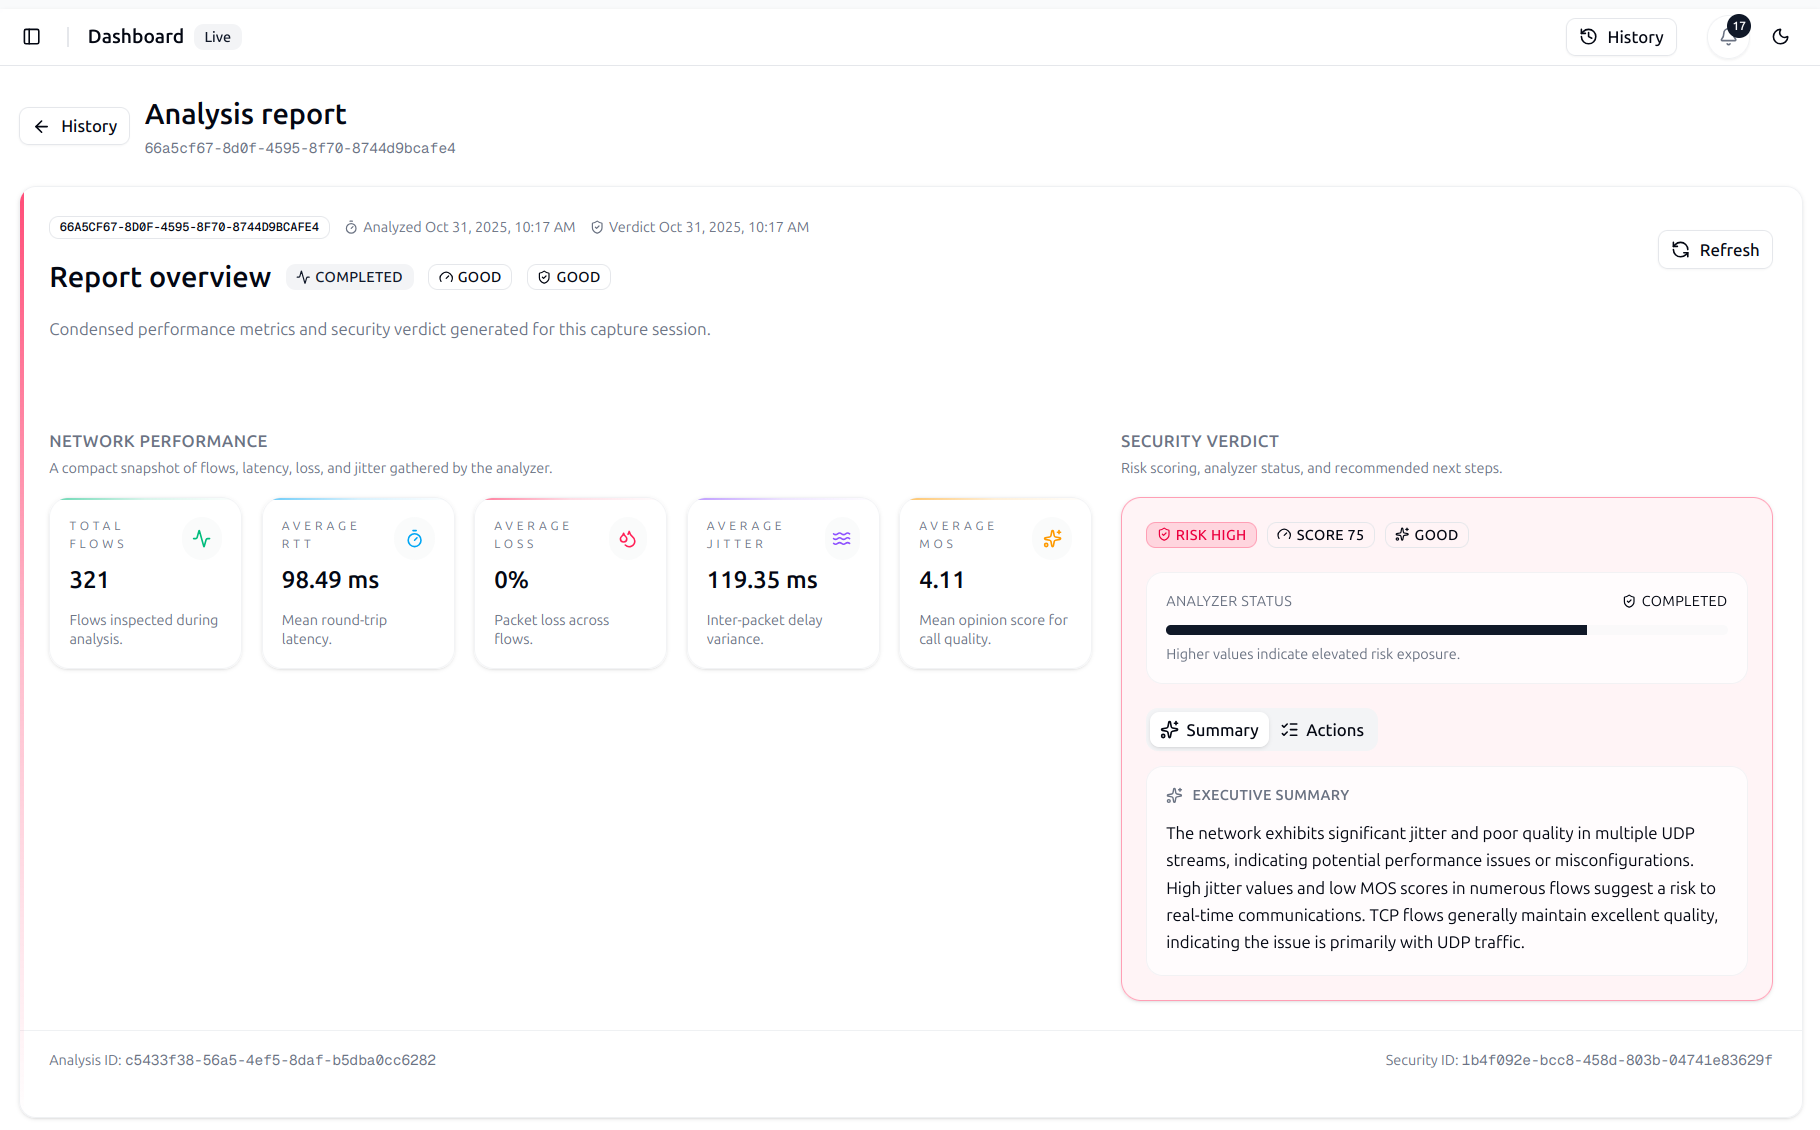 Dashboard Live History 17
History
Analysis report
66a5cf67-8d0f-4595-8f70-8744d9bcafe4
66A5CF67-8D0F-4595-8F70-8744D9BCAFE4 Analyzed Oct 31, 2025, 10:17 AM Verdict Oct 31, 2025, 10:17 AM
Refresh
Report overview COMPLETED GOOD GOOD
Condensed performance metrics and security verdict generated for this capture session.
NETWORK PERFORMANCE
A compact snapshot of flows, latency, loss, and jitter gathered by the analyzer.
TOTAL
FLOWS
321
Flows inspected during
analysis.
AVERAGE
RTT
98.49 ms
Mean round-trip
latency.
AVERAGE
LOSS
0%
Packet loss across
flows.
AVERAGE
JITTER
119.35 ms
Inter-packet delay
variance.
AVERAGE
MOS
4.11
Mean opinion score for
call quality.
SECURITY VERDICT
Risk scoring, analyzer status, and recommended next steps.
RISK HIGH SCORE 75 GOOD
ANALYZER STATUS COMPLETED
Higher values indicate elevated risk exposure.
Summary Actions
EXECUTIVE SUMMARY
The network exhibits significant jitter and poor quality in multiple UDP
streams, indicating potential performance issues or misconfigurations.
High jitter values and low MOS scores in numerous flows suggest a risk to
real-time communications. TCP flows generally maintain excellent quality,
indicating the issue is primarily with UDP traffic.
Analysis ID: c5433f38-56a5-4ef5-8daf-b5dba0cc6282
Security ID: 1b4f092e-bcc8-458d-803b-04741e83629f